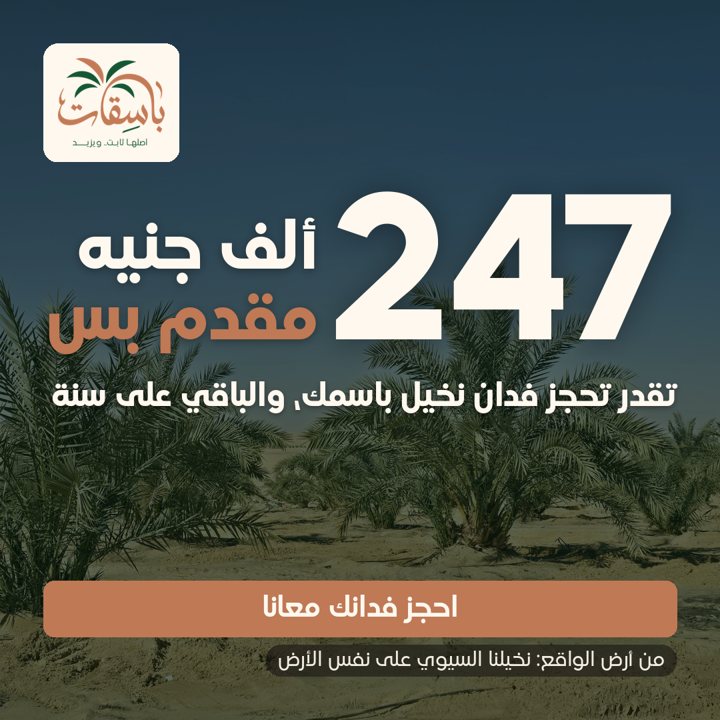 باسقات
اصلها ثابت.. ويزيد
247 ألف جنيه
مقدم بس
تقدر تحجز فدان نخيل باسمك، والباقي على سنة
احجز فدانك معانا
من أرض الواقع: نخيلنا السيوي على نفس الأرض